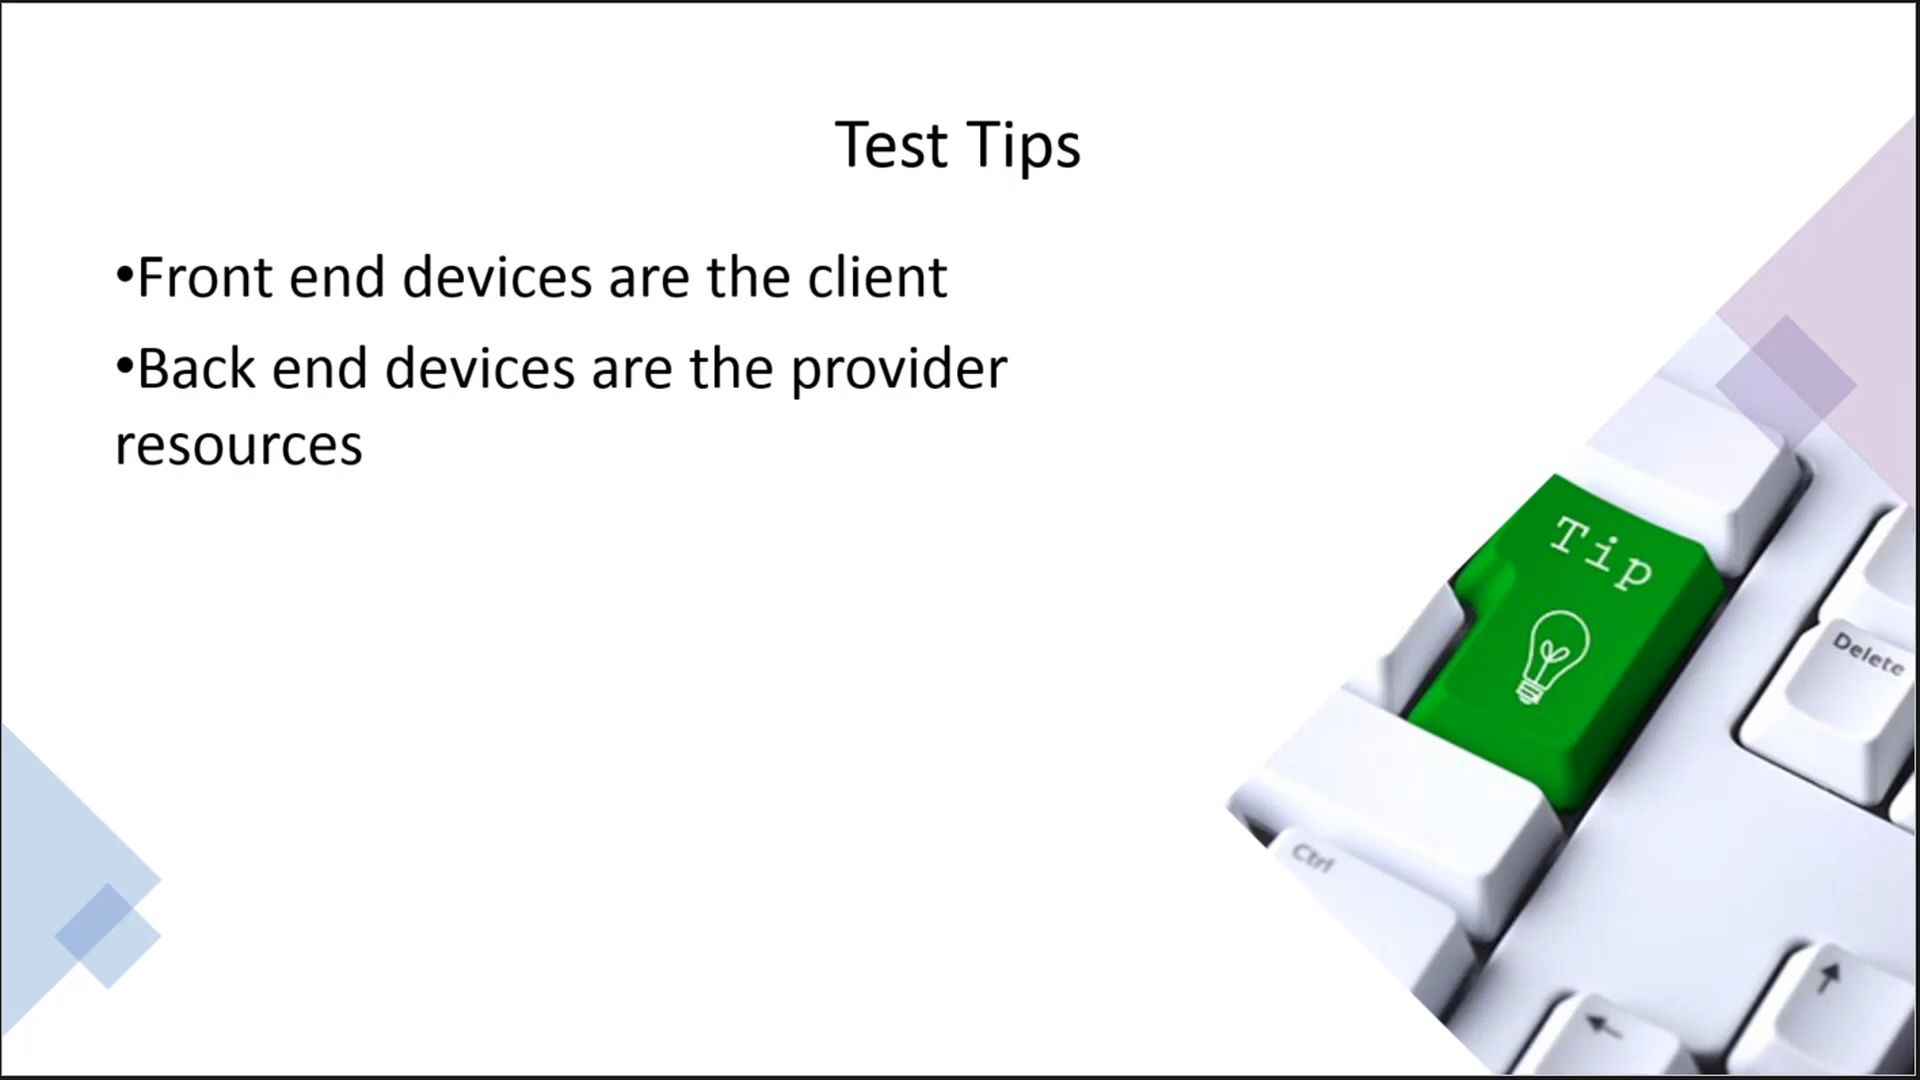 Test Tips
•Front end devices are the client
•Back end devices are the provider
resources
Tip
Delete
Ctrl